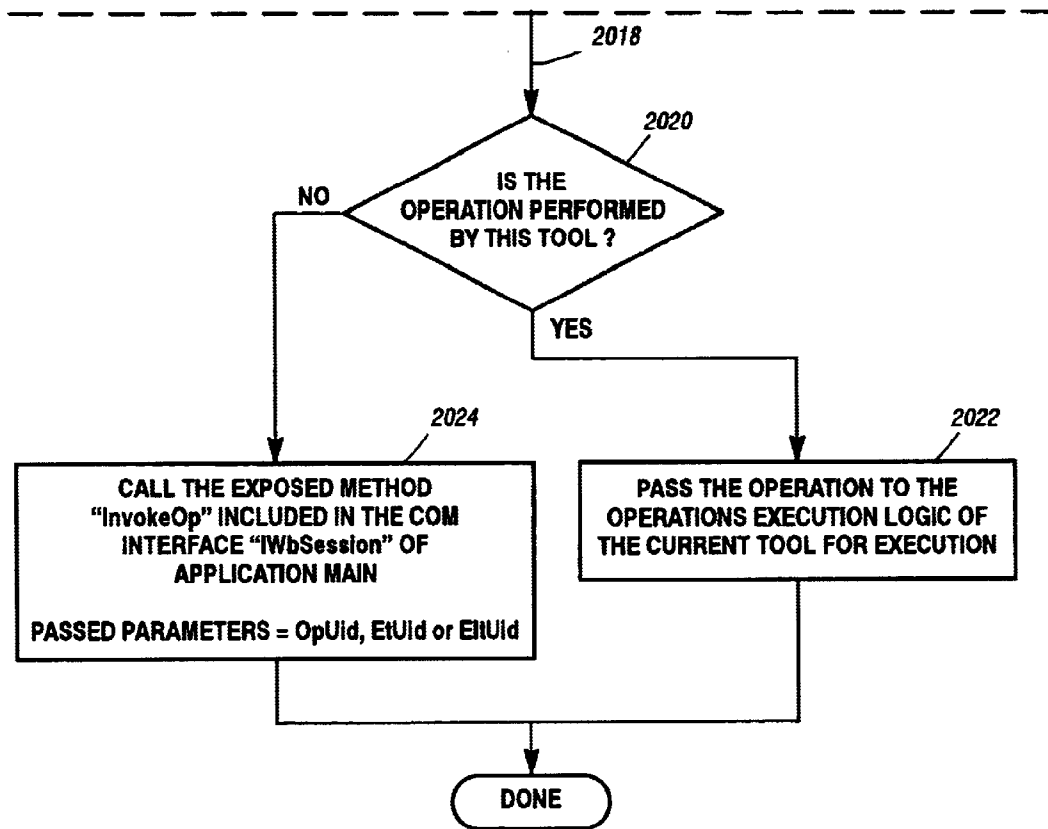 2018
2020
IS THE
OPERATION PERFORMED
BY THIS TOOL ?
NO
YES
2024
CALL THE EXPOSED METHOD
“InvokeOp” INCLUDED IN THE COM
INTERFACE “IWbSession” OF
APPLICATION MAIN
PASSED PARAMETERS = OpUid, EtUid or EltUid
2022
PASS THE OPERATION TO THE
OPERATIONS EXECUTION LOGIC OF
THE CURRENT TOOL FOR EXECUTION
DONE